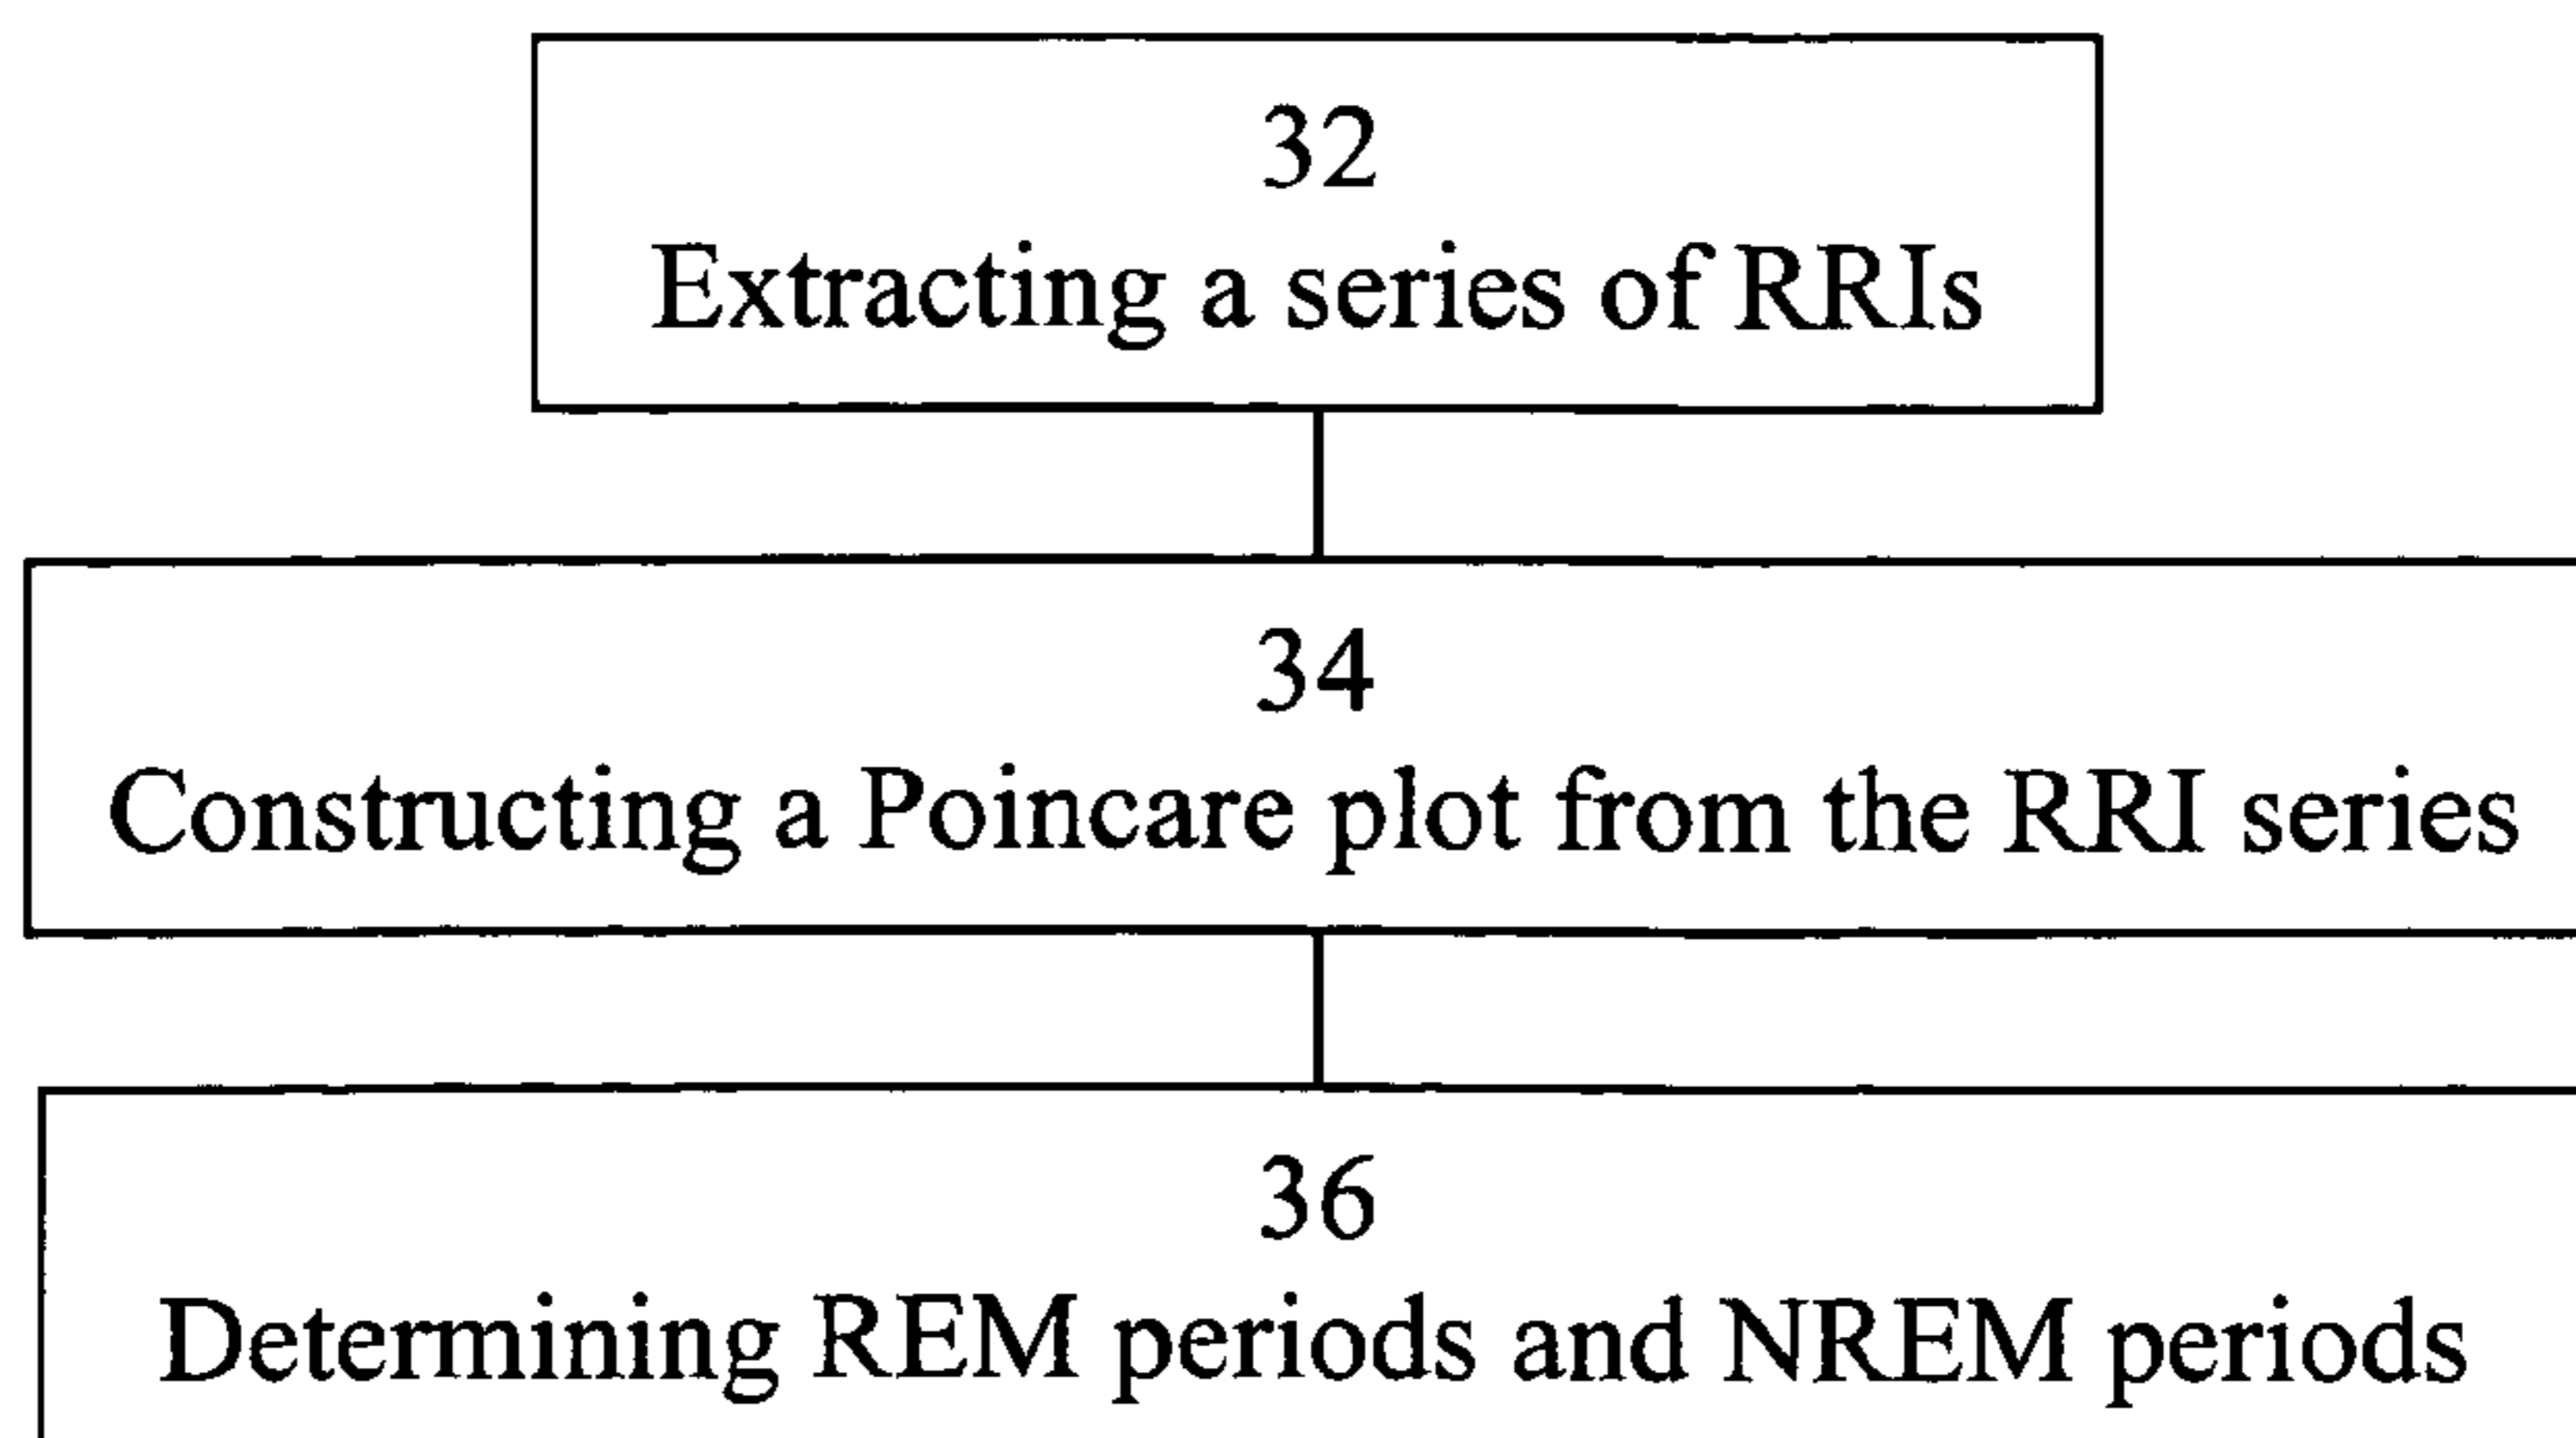 32
Extracting a series of RRIs
34
Constructing a Poincare plot from the RRI series
36
Determining REM periods and NREM periods